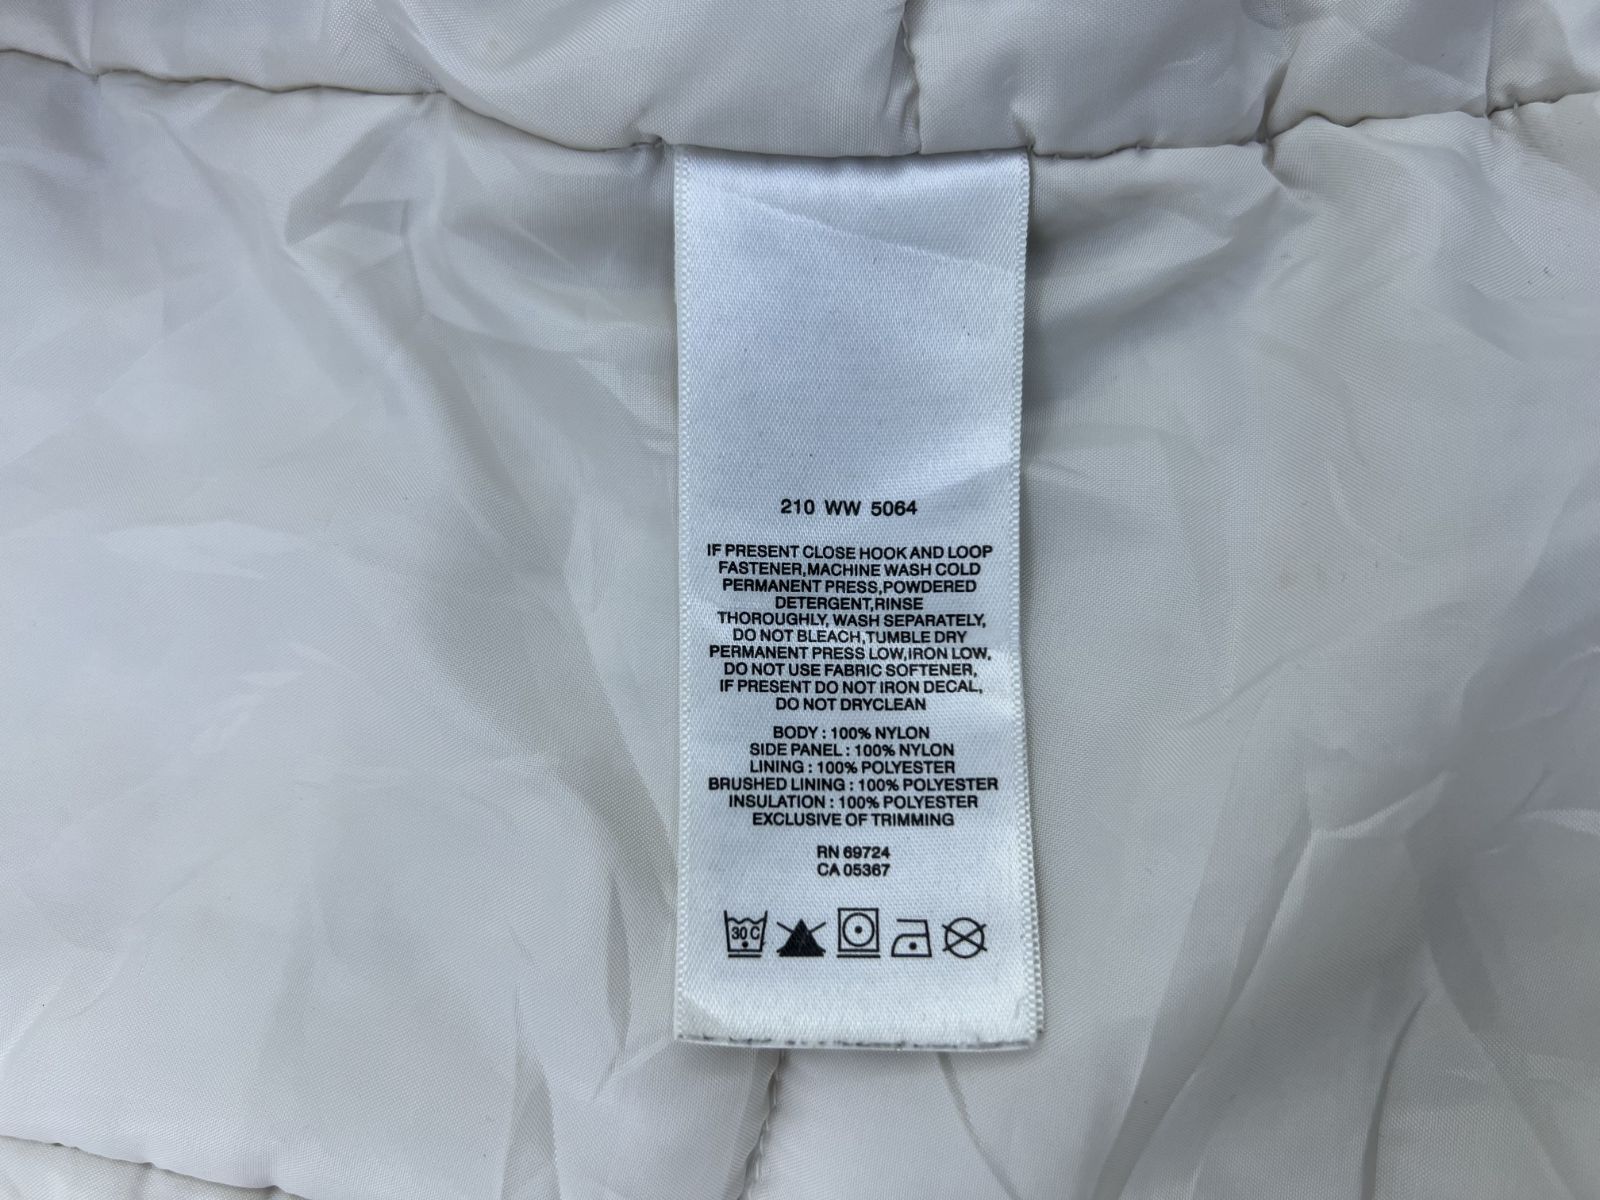 210 WW 5064
IF PRESENT CLOSE HOOK AND LOOP
FASTENER,MACHINE WASH COLD
PERMANENT PRESS,POWDERED
DETERGENT,RINSE
THOROUGHLY, WASH SEPARATELY,
DO NOT BLEACH,TUMBLE DRY
PERMANENT PRESS LOW,IRON LOW,
DO NOT USE FABRIC SOFTENER,
IF PRESENT DO NOT IRON DECAL,
DO NOT DRYCLEAN
BODY : 100% NYLON
SIDE PANEL : 100% NYLON
LINING : 100% POLYESTER
BRUSHED LINING : 100% POLYESTER
INSULATION : 100% POLYESTER
EXCLUSIVE OF TRIMMING
RN 69724
CA 05367
30 C